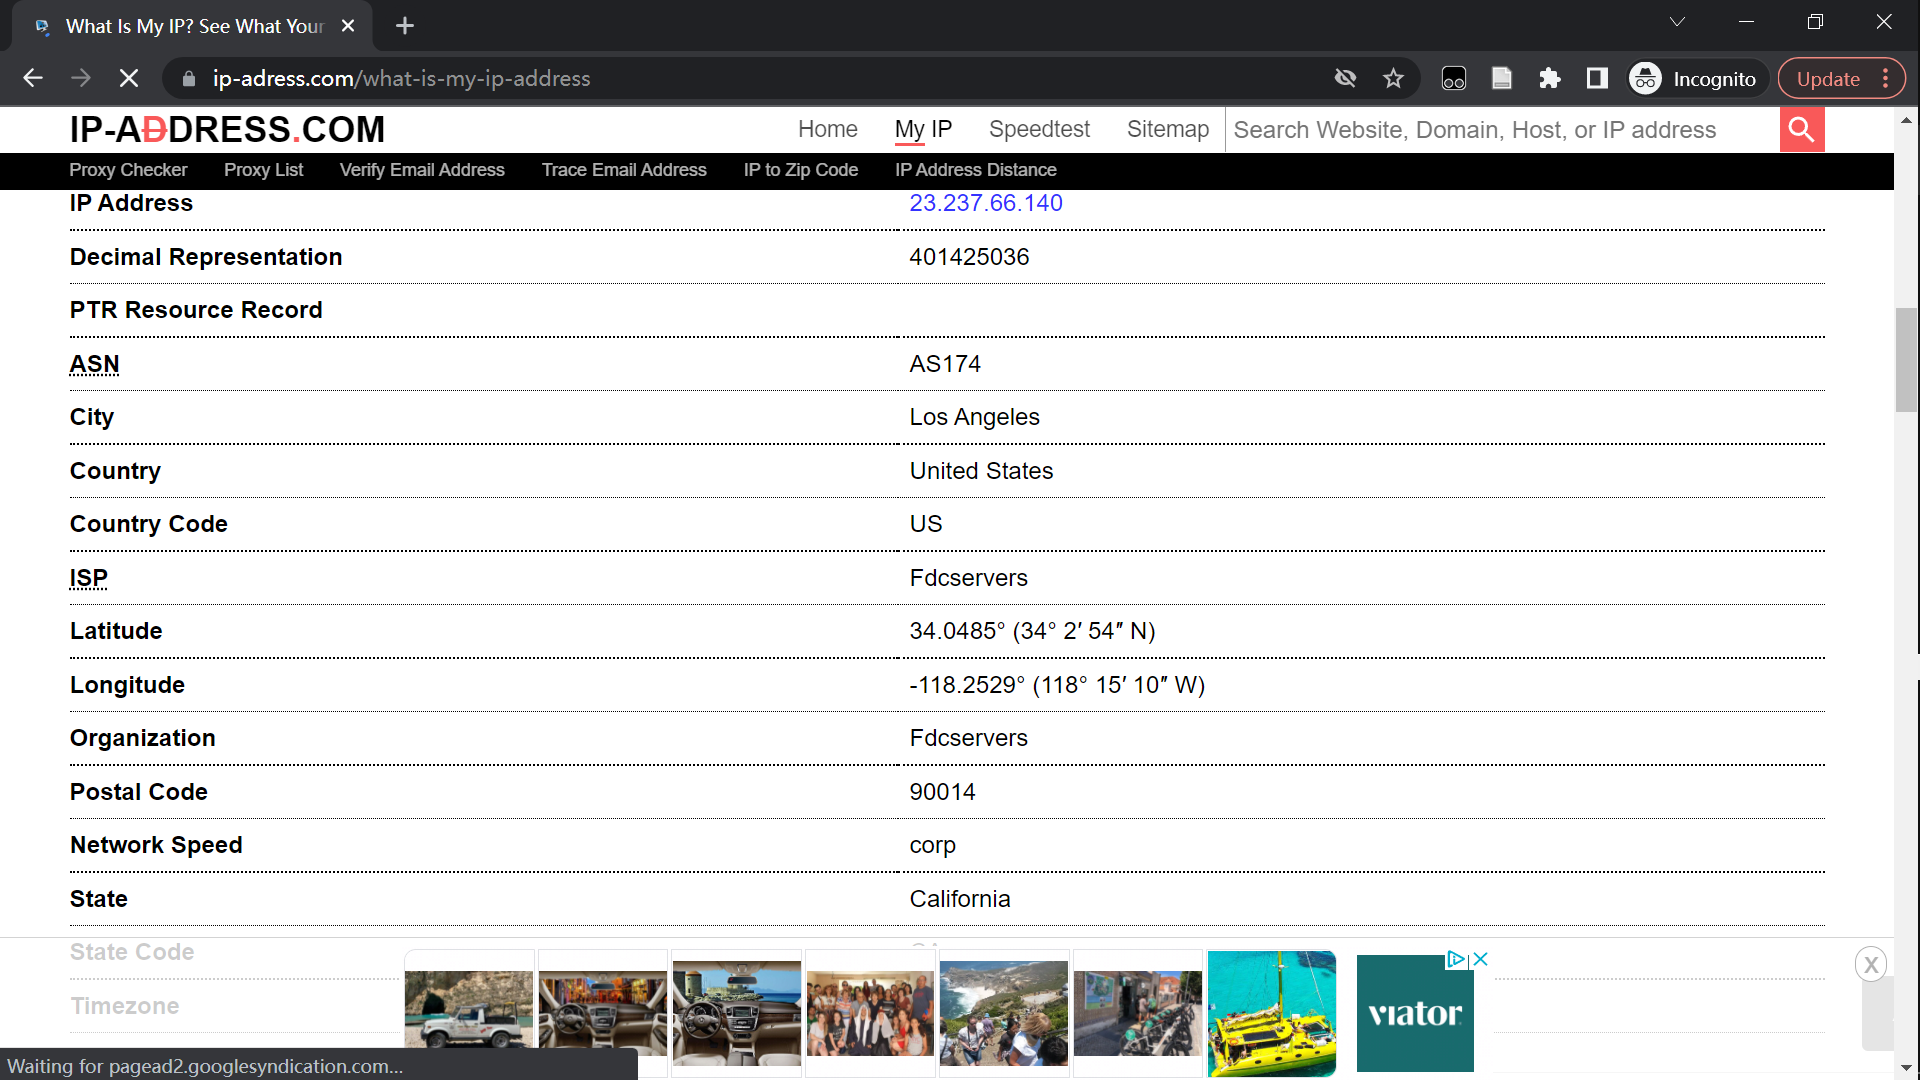 What Is My IP? See What Your
ip-adress.com/what-is-my-ip-address
Incognito
Update
IP-ADDRESS.COM
Home
My IP
Speedtest
Sitemap
Search Website, Domain, Host, or IP address
Proxy Checker
Proxy List
Verify Email Address
Trace Email Address
IP to Zip Code
IP Address Distance
IP Address 23.237.66.140
Decimal Representation 401425036
PTR Resource Record
ASN AS174
City Los Angeles
Country United States
Country Code US
ISP Fdcservers
Latitude 34.0485° (34° 2′ 54″ N)
Longitude -118.2529° (118° 15′ 10″ W)
Organization Fdcservers
Postal Code 90014
Network Speed corp
State California
State Code
Timezone
viator
X
Waiting for pagead2.googlesyndication.com...